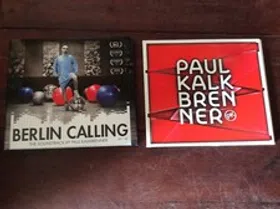 BERLIN CALLING
THE SOUNDTRACK BY PAUL KALKBRENNER
PAUL
KALK
BREN
NER